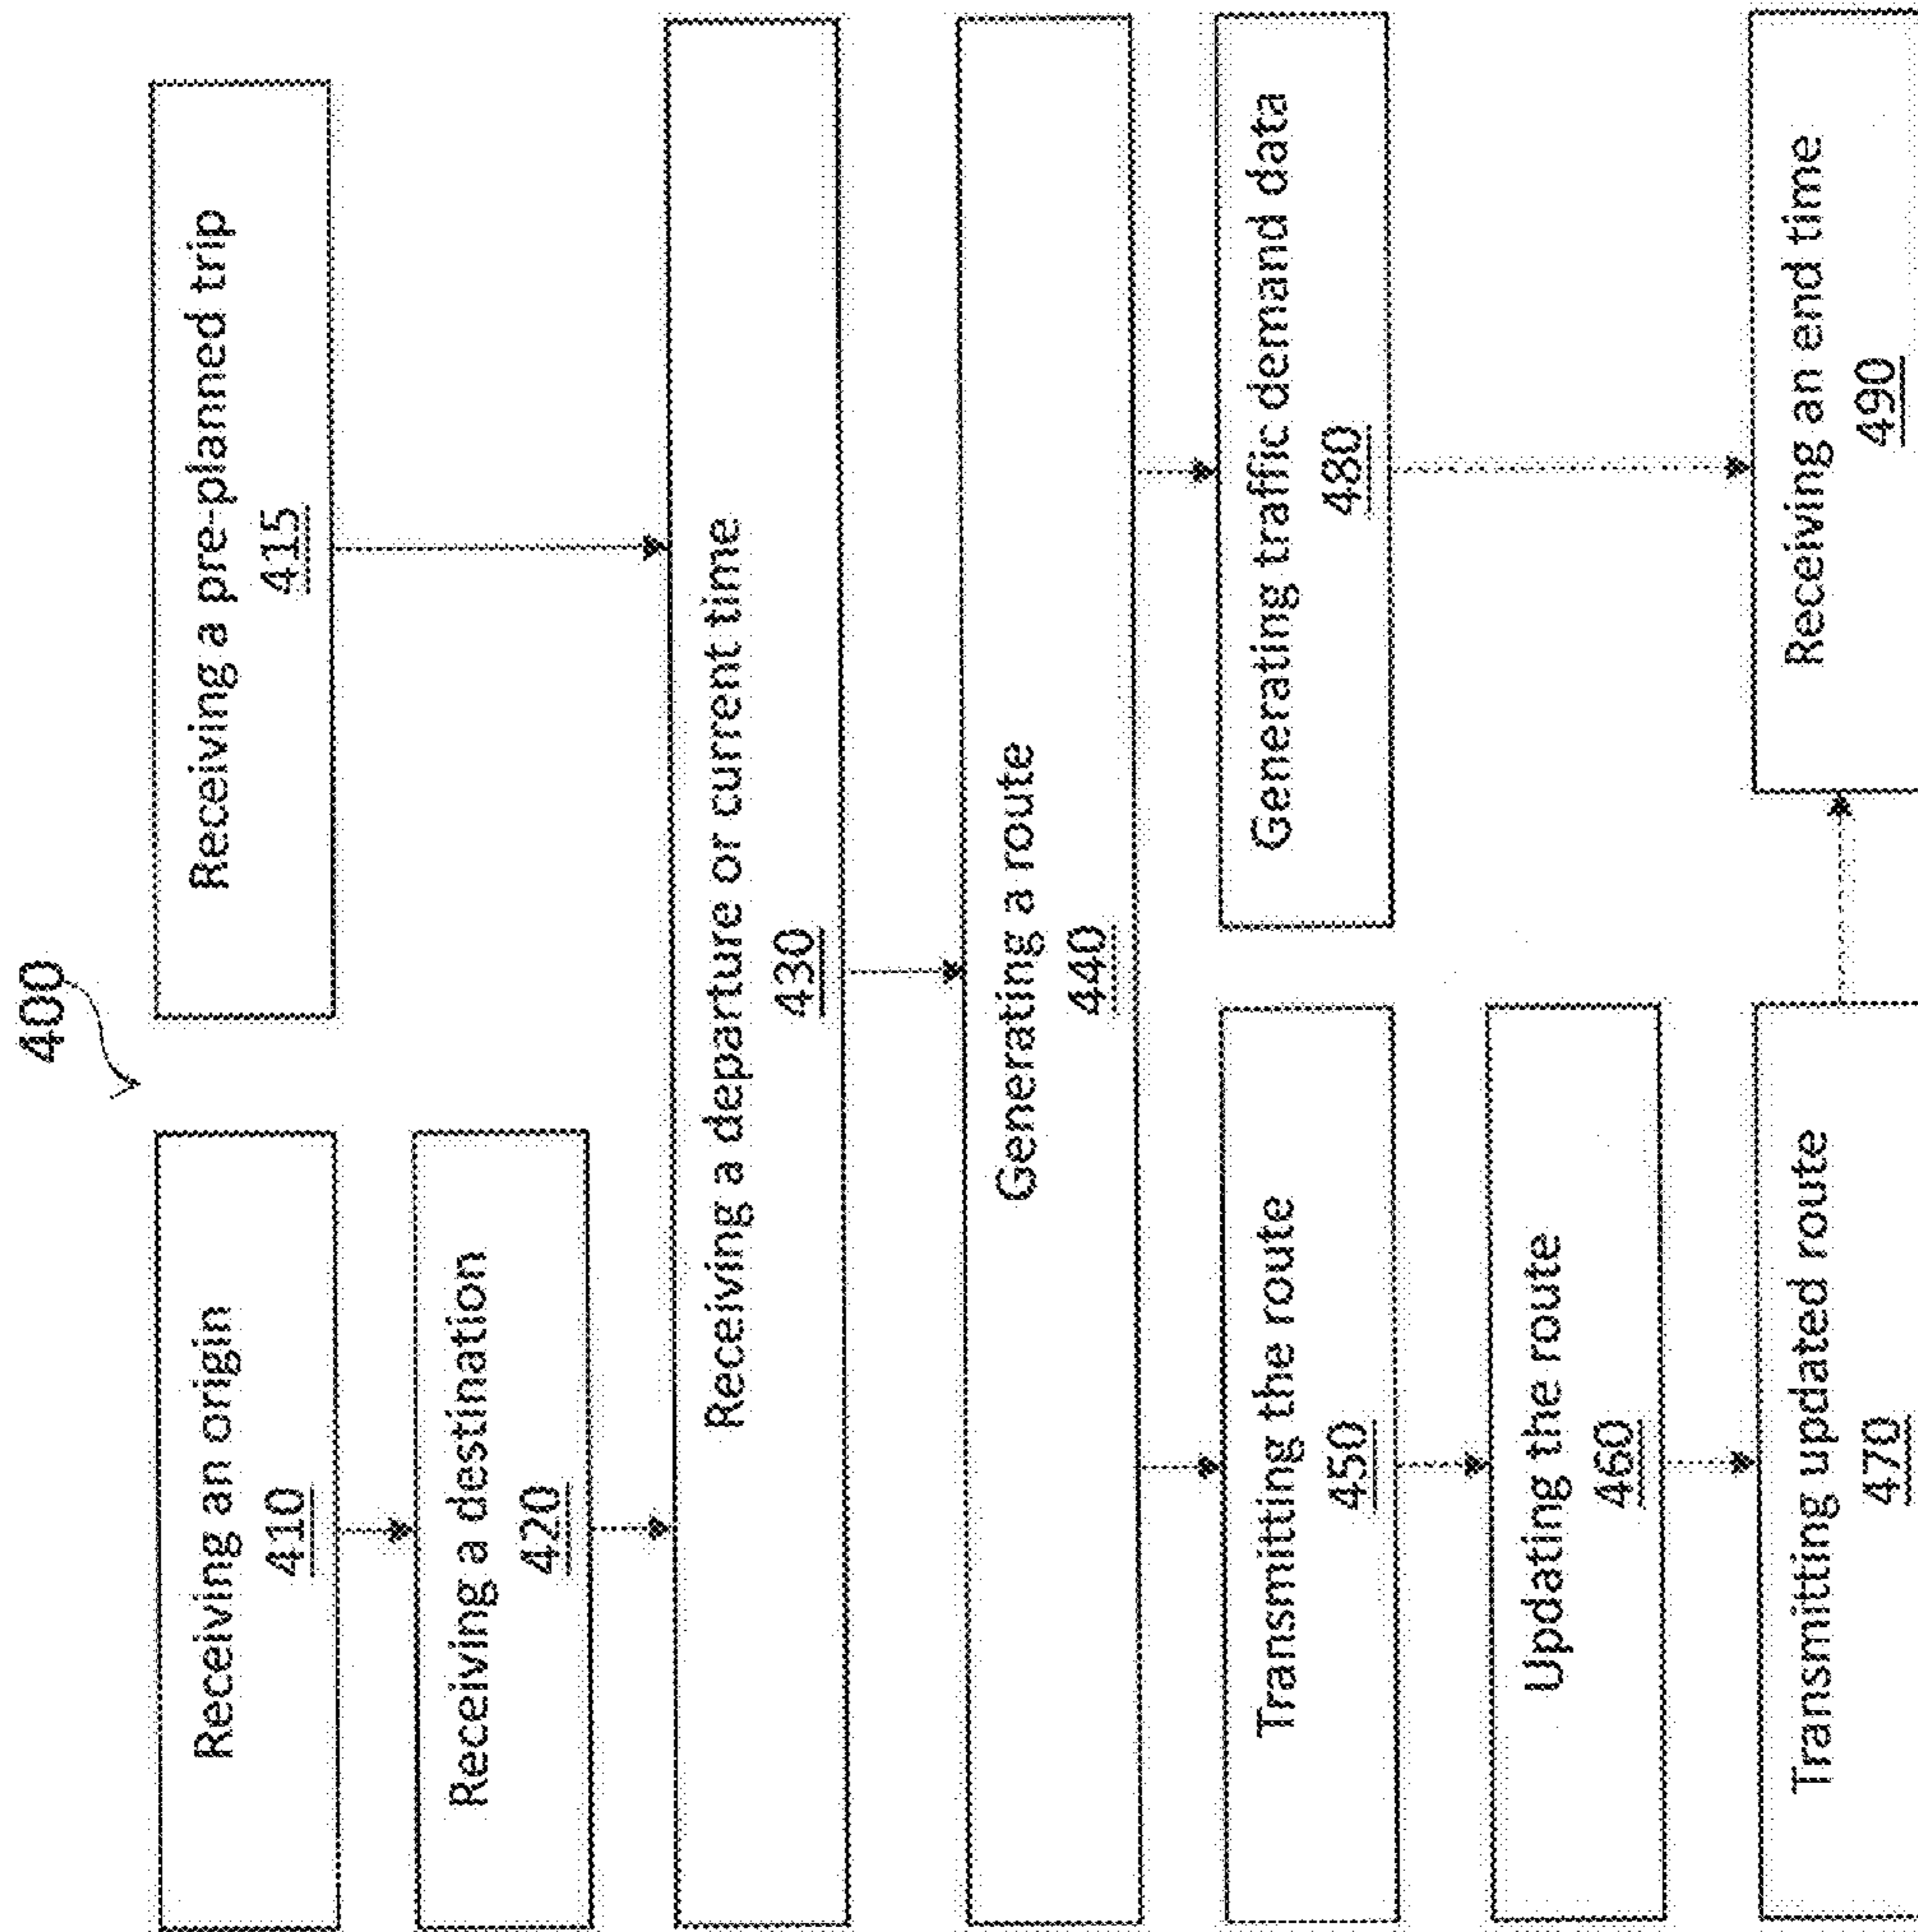 400
Receiving an origin
410
Receiving a pre-planned trip
415
Receiving a destination
420
Receiving a departure or current time
430
Generating a route
440
Transmitting the route
450
Generating traffic demand data
480
Updating the route
460
Transmitting updated route
470
Receiving an end time
490